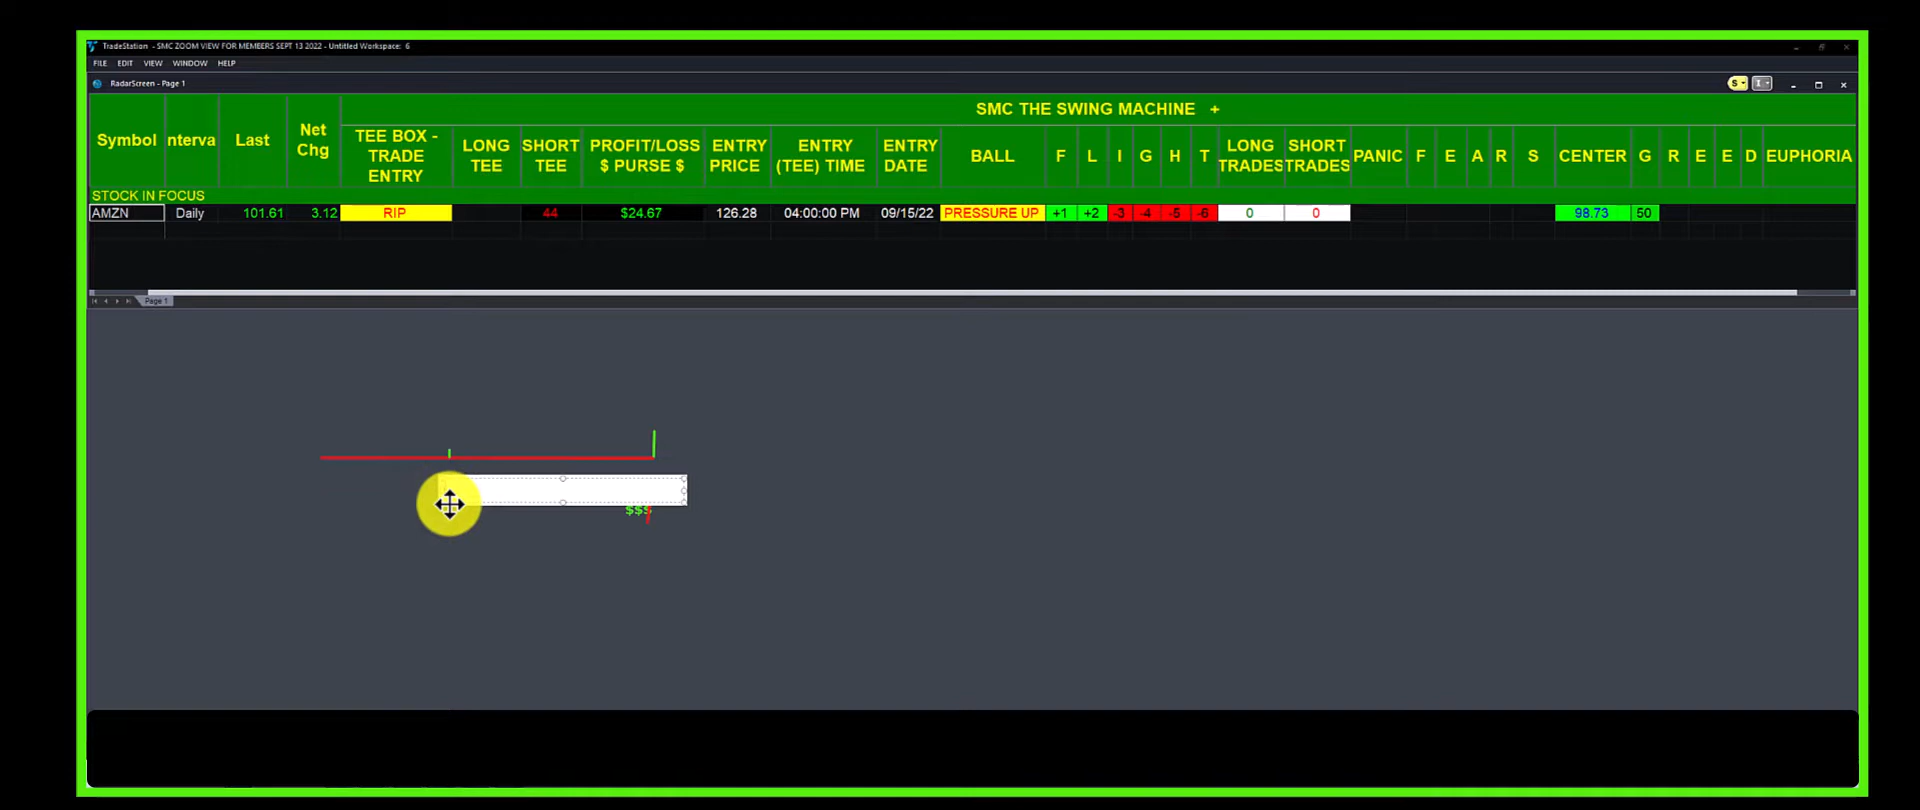 TradeStation - SMC ZOOM VIEW FOR MEMBERS SEPT 13 2022 - Untitled Workspace: 6
FILE EDIT VIEW WINDOW HELP
RadarScreen - Page 1
S I
SMC THE SWING MACHINE +
Symbol nterva Last Net Chg TEE BOX - TRADE ENTRY LONG TEE SHORT TEE PROFIT/LOSS $ PURSE $ ENTRY PRICE ENTRY (TEE) TIME ENTRY DATE BALL F L I G H T LONG TRADES SHORT TRADES PANIC F E A R S CENTER G R E E D EUPHORIA
STOCK IN FOCUS
AMZN Daily 101.61 3.12 RIP 44 $24.67 126.28 04:00:00 PM 09/15/22 PRESSURE UP +1 +2 -3 -4 -5 -6 0 0 98.73 50
Page 1
$$$